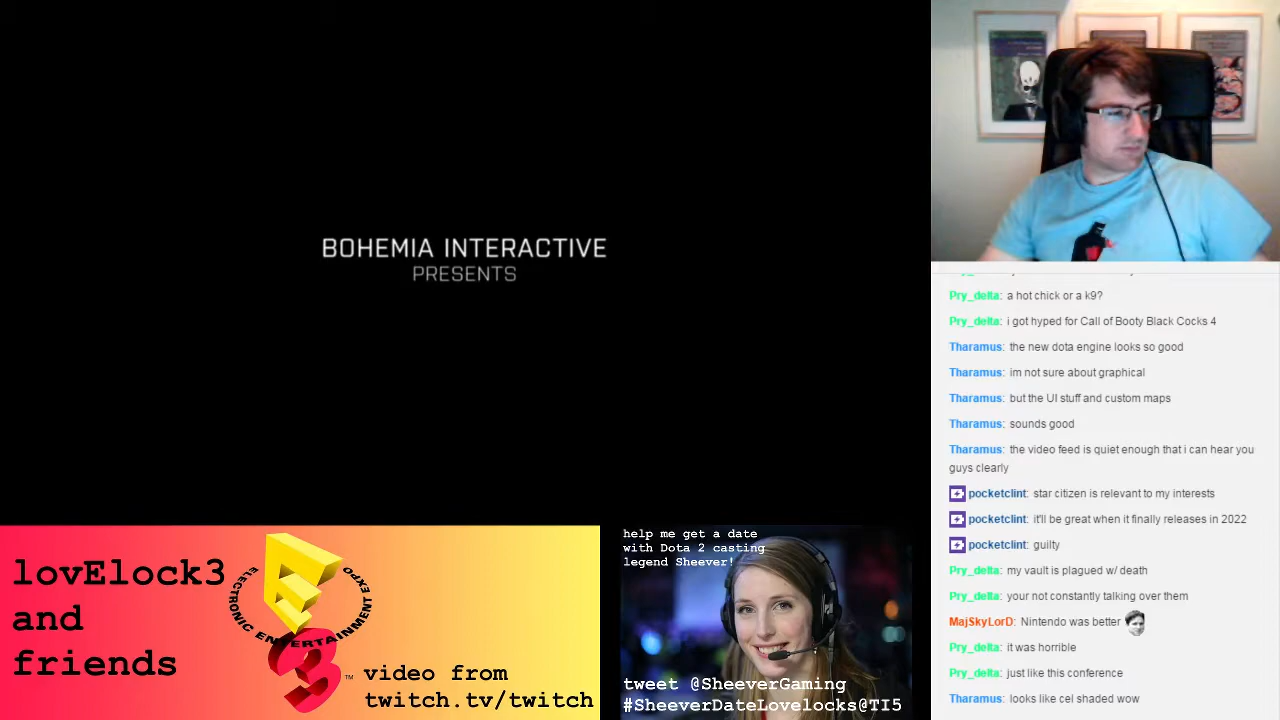 BOHEMIA INTERACTIVE
PRESENTS
Pry_delta: a hot chick or a k9?
Pry_delta: i got hyped for Call of Booty Black Cocks 4
Tharamus: the new dota engine looks so good
Tharamus: im not sure about graphical
Tharamus: but the UI stuff and custom maps
Tharamus: sounds good
Tharamus: the video feed is quiet enough that i can hear you
guys clearly
pocketclint: star citizen is relevant to my interests
pocketclint: it'll be great when it finally releases in 2022
pocketclint: guilty
Pry_delta: my vault is plagued w/ death
Pry_delta: your not constantly talking over them
MajSkyLorD: Nintendo was better
Pry_delta: it was horrible
Pry_delta: just like this conference
Tharamus: looks like cel shaded wow
lovElock3
and
friends
E3
ELECTRONIC ENTERTAINMENT EXPO
TM
video from
twitch.tv/twitch
help me get a date
with Dota 2 casting
legend Sheever!
tweet @SheeverGaming
#SheeverDateLovelocks@TI5